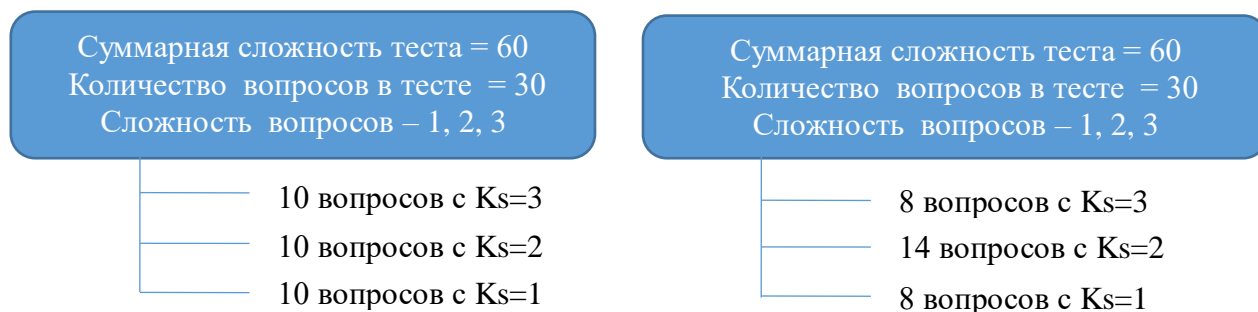 Суммарная сложность теста = 60
Количество вопросов в тесте = 30
Сложность вопросов – 1, 2, 3
10 вопросов с Ks=3
10 вопросов с Ks=2
10 вопросов с Ks=1
Суммарная сложность теста = 60
Количество вопросов в тесте = 30
Сложность вопросов – 1, 2, 3
8 вопросов с Ks=3
14 вопросов с Ks=2
8 вопросов с Ks=1